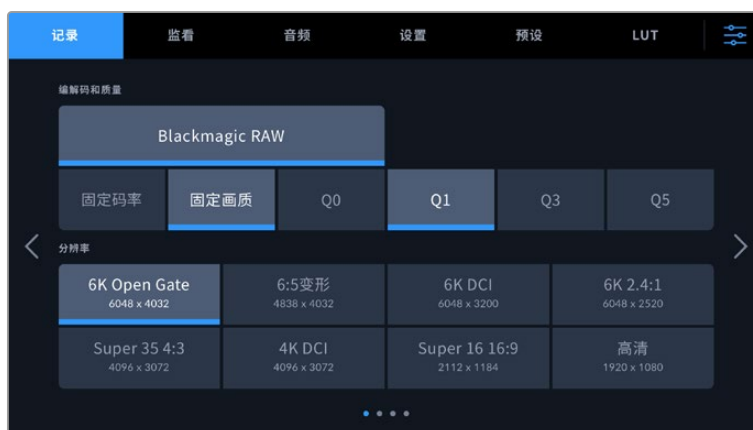 记录 监看 音频 设置 预设 LUT
编解码和质量
Blackmagic RAW
固定码率 固定画质 Q0 Q1 Q3 Q5
分辨率
6K Open Gate 6:5变形 6K DCI 6K 2.4:1
6048 x 4032 4838 x 4032 6048 x 3200 6048 x 2520
Super 35 4:3 4K DCI Super 16 16:9 高清
4096 x 3072 4096 x 3072 2112 x 1184 1920 x 1080